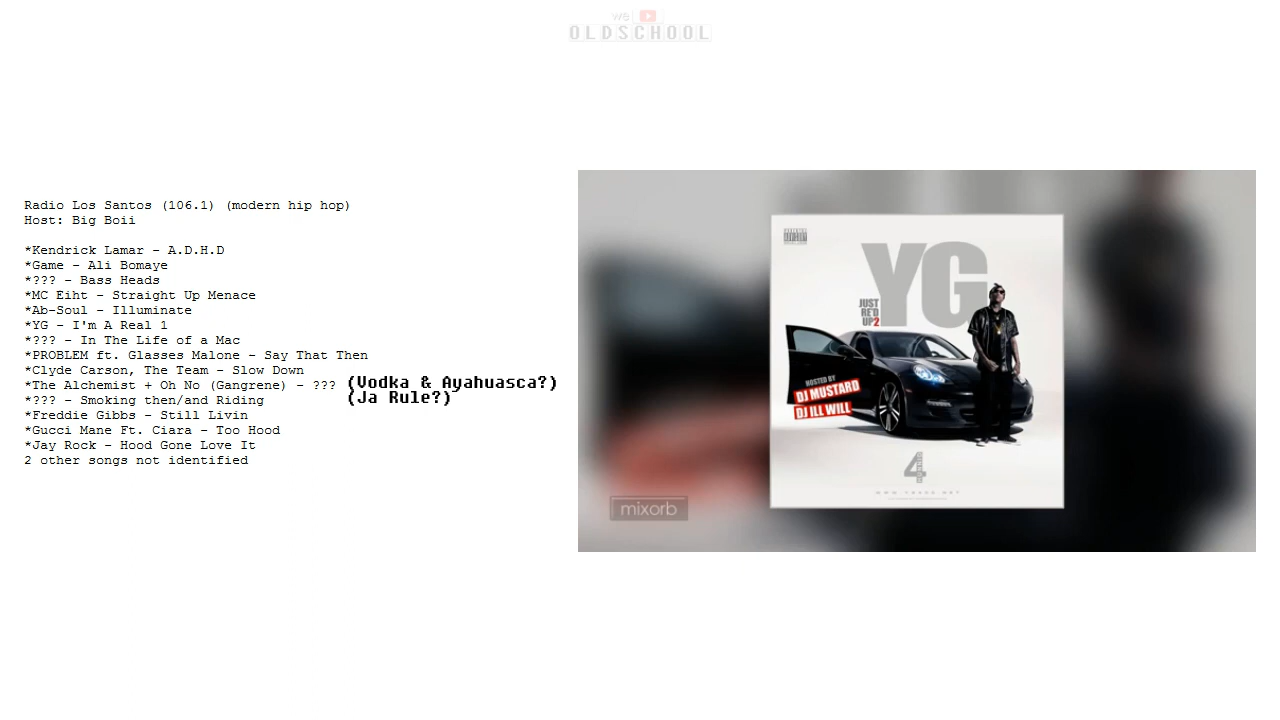 we
OLDSCHOOL
Radio Los Santos (106.1) (modern hip hop)
Host: Big Boii
*Kendrick Lamar - A.D.H.D
*Game - Ali Bomaye
*??? - Bass Heads
*MC Eiht - Straight Up Menace
*Ab-Soul - Illuminate
*YG - I'm A Real 1
*??? - In The Life of a Mac
*PROBLEM ft. Glasses Malone - Say That Then
*Clyde Carson, The Team - Slow Down
*The Alchemist + Oh No (Gangrene) - ??? (Vodka & Ayahuasca?)
*??? - Smoking then/and Riding (Ja Rule?)
*Freddie Gibbs - Still Livin
*Gucci Mane Ft. Ciara - Too Hood
*Jay Rock - Hood Gone Love It
2 other songs not identified
YG
JUST
RE'D
UP2
HOSTED BY
DJ MUSTARD
DJ ILL WILL
4
mixorb